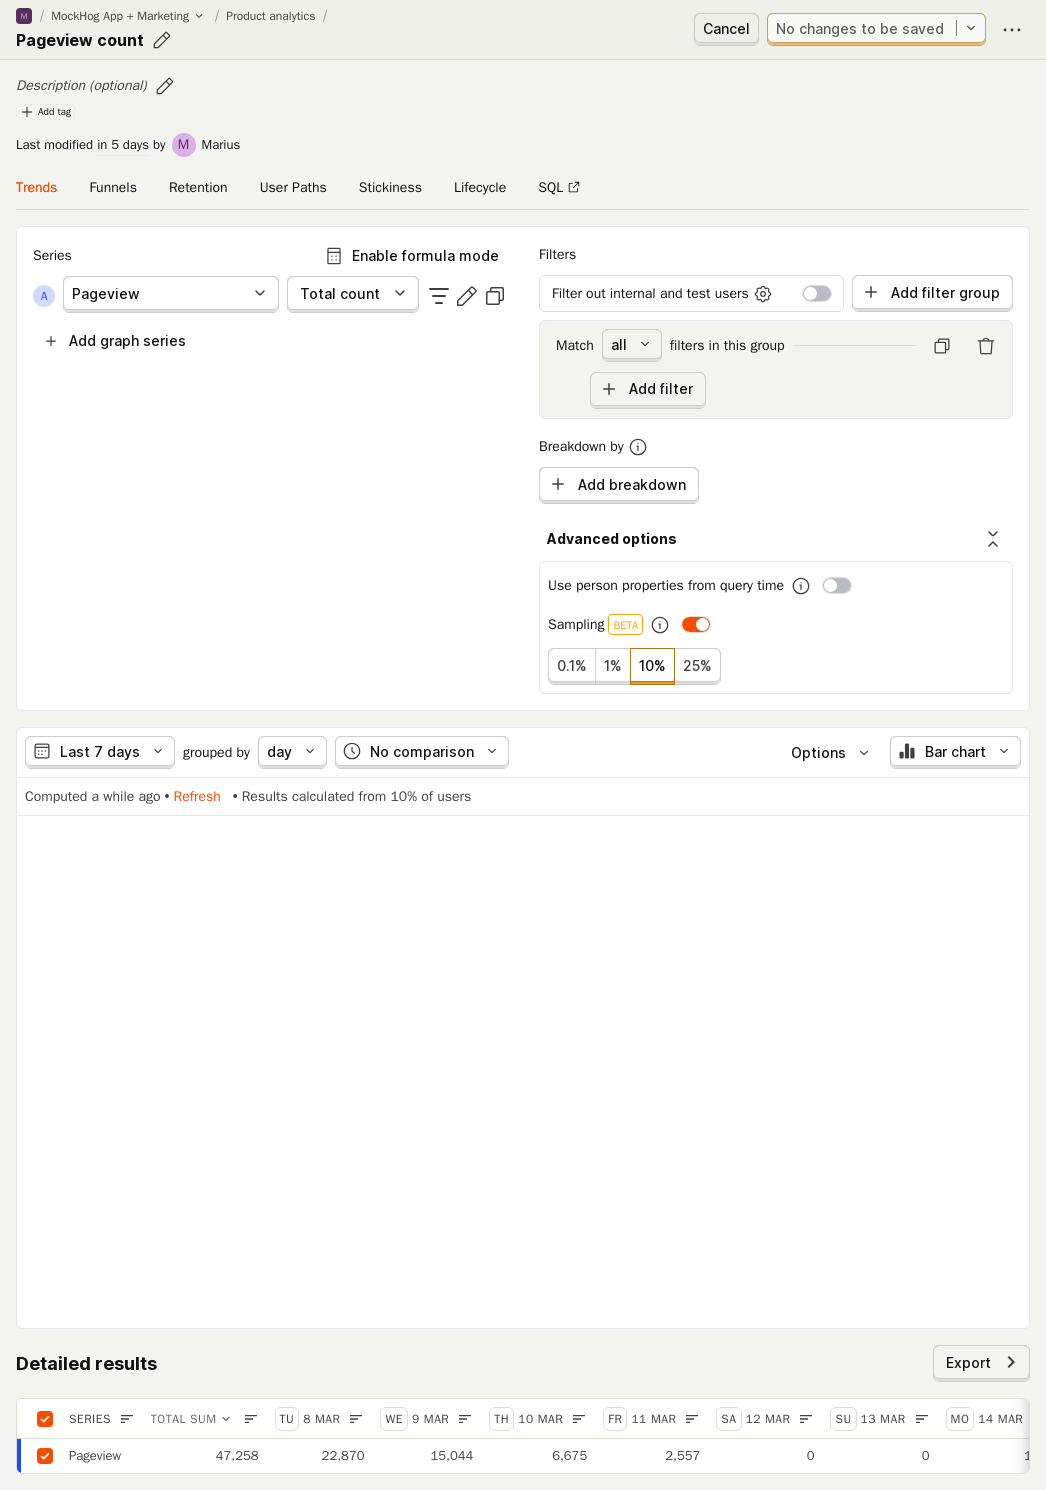 M / MockHog App + Marketing / Product analytics /
Pageview count
Cancel
No changes to be saved
Description (optional)
Add tag
Last modified in 5 days by M Marius
Trends Funnels Retention User Paths Stickiness Lifecycle SQL
Series
Enable formula mode
A Pageview Total count
Add graph series
Filters
Filter out internal and test users
Add filter group
Match all filters in this group
Add filter
Breakdown by
Add breakdown
Advanced options
Use person properties from query time
Sampling BETA
0.1% 1% 10% 25%
Last 7 days grouped by day No comparison Options Bar chart
Computed a while ago • Refresh • Results calculated from 10% of users
Detailed results
Export
SERIES TOTAL SUM TU 8 MAR WE 9 MAR TH 10 MAR FR 11 MAR SA 12 MAR SU 13 MAR MO 14 MAR
Pageview 47,258 22,870 15,044 6,675 2,557 0 0